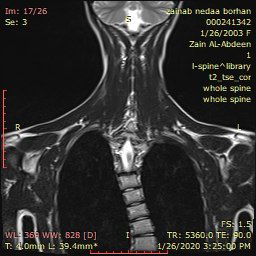 Im: 17/26
Se: 3
S
zainab nedaa borhan
000241342
1/26/2003 F
Zain AL-Abdeen
1
l-spine^library
t2_tse_cor
whole spine
whole spine
R
L
WL: 369 WW: 828 [D]
T: 4.0mm L: 39.4mm*
I
FS: 1.5
TR: 5360.0 TE: 90.0
1/26/2020 3:25:00 PM